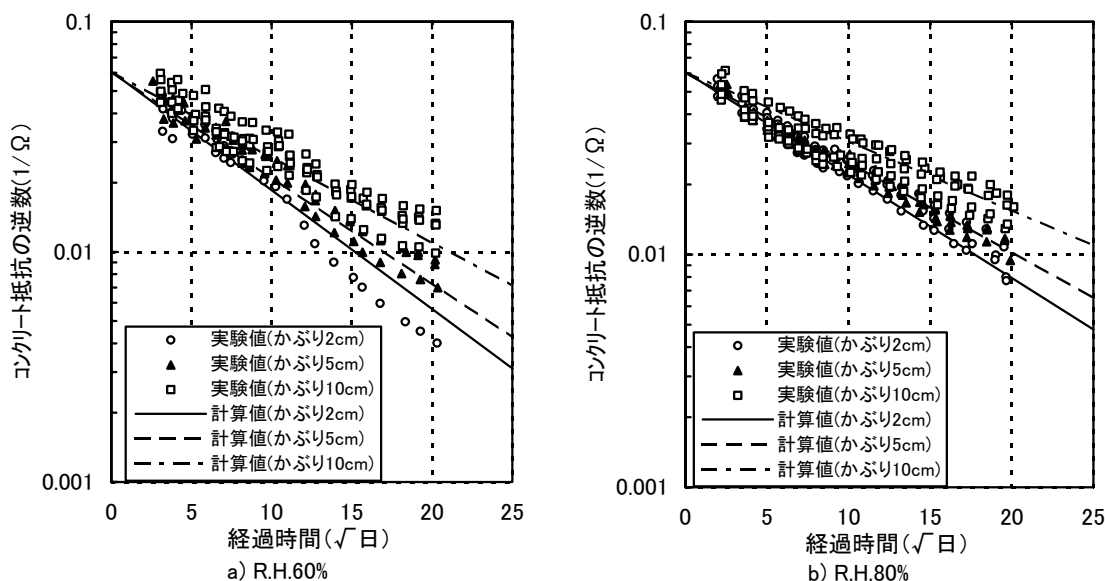 コンクリート抵抗の逆数(1/Ω)
0.1
0.01
0.001
実験値(かぶり2cm)
実験値(かぶり5cm)
実験値(かぶり10cm)
計算値(かぶり2cm)
計算値(かぶり5cm)
計算値(かぶり10cm)
0 5 10 15 20 25
経過時間(√日)
a) R.H.60%
コンクリート抵抗の逆数(1/Ω)
0.1
0.01
0.001
実験値(かぶり2cm)
実験値(かぶり5cm)
実験値(かぶり10cm)
計算値(かぶり2cm)
計算値(かぶり5cm)
計算値(かぶり10cm)
0 5 10 15 20 25
経過時間(√日)
b) R.H.80%